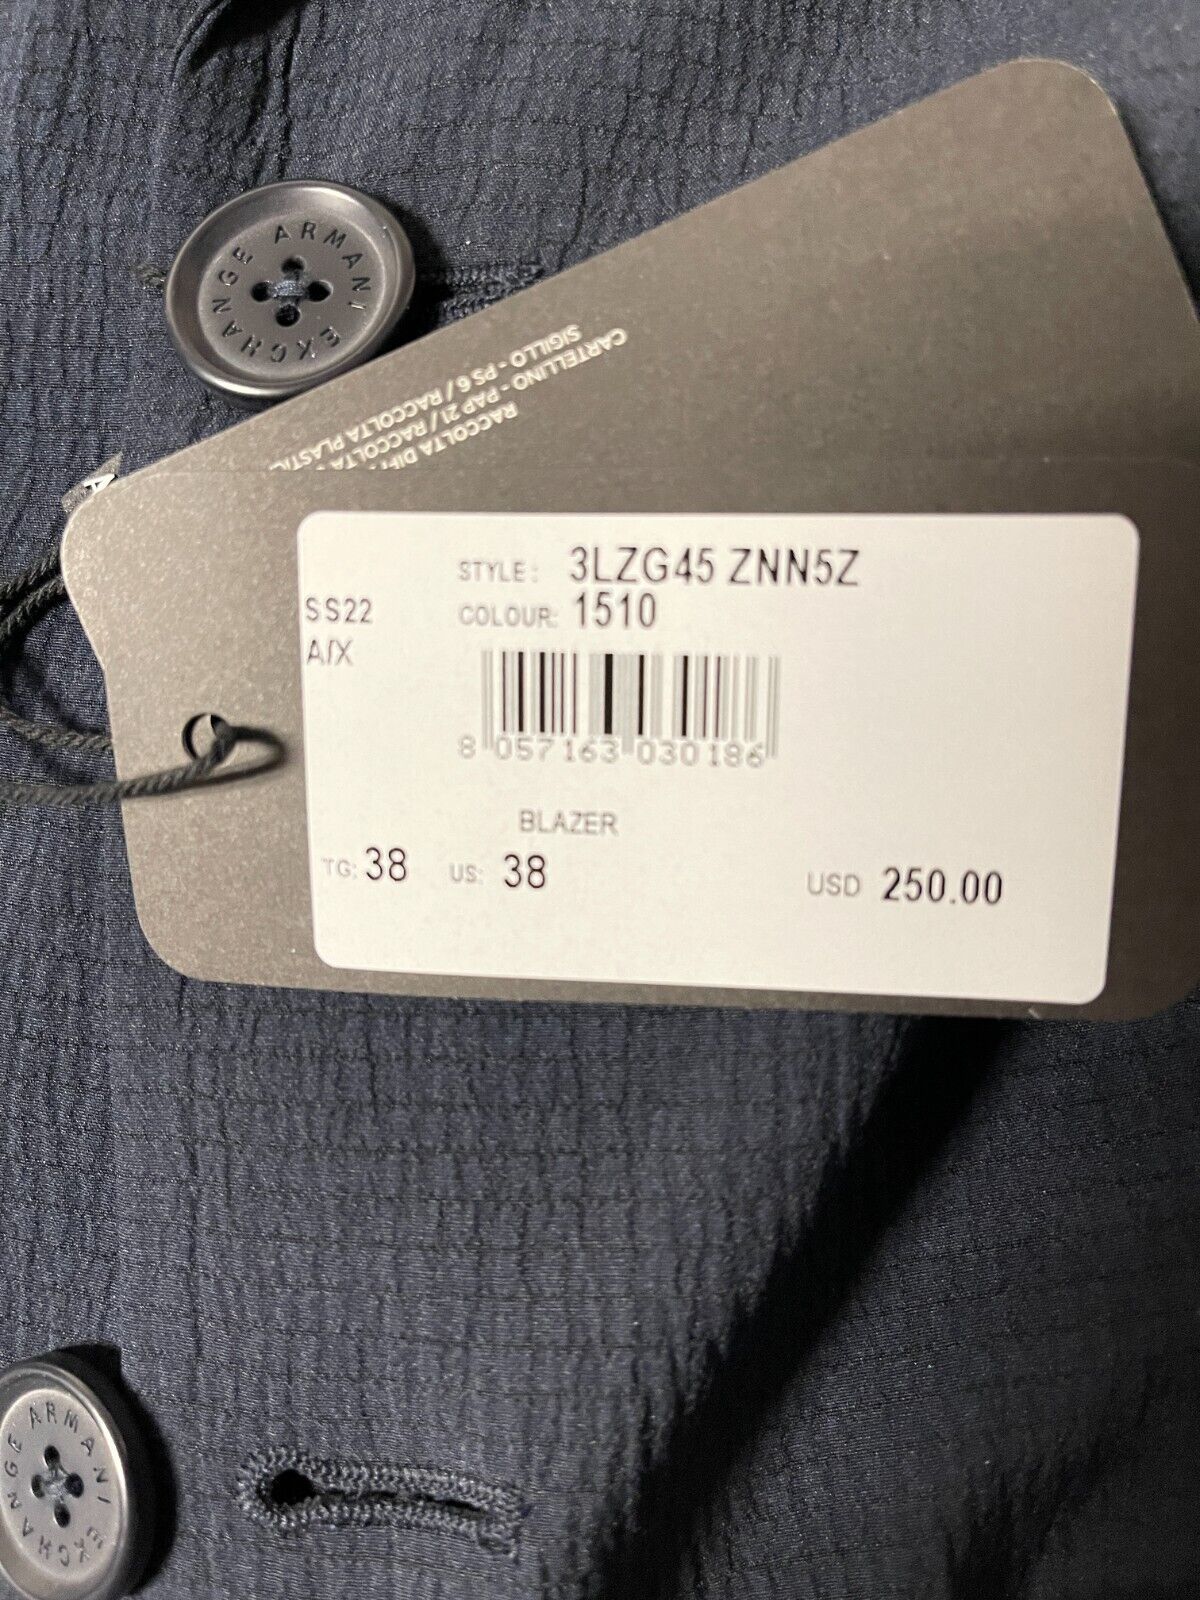 ARMANI EXCHANGE
CARTELLINO - PAP 21 / RACCOLTA
SIGILLO - PS 6 / RACCOLTA
RACCOLTA
A
STYLE: 3LZG45 ZNN5Z
SS22
COLOUR: 1510
A/X
8 057163 030186
BLAZER
TG: 38 US: 38
USD 250.00
ARMANI EXCHANGE